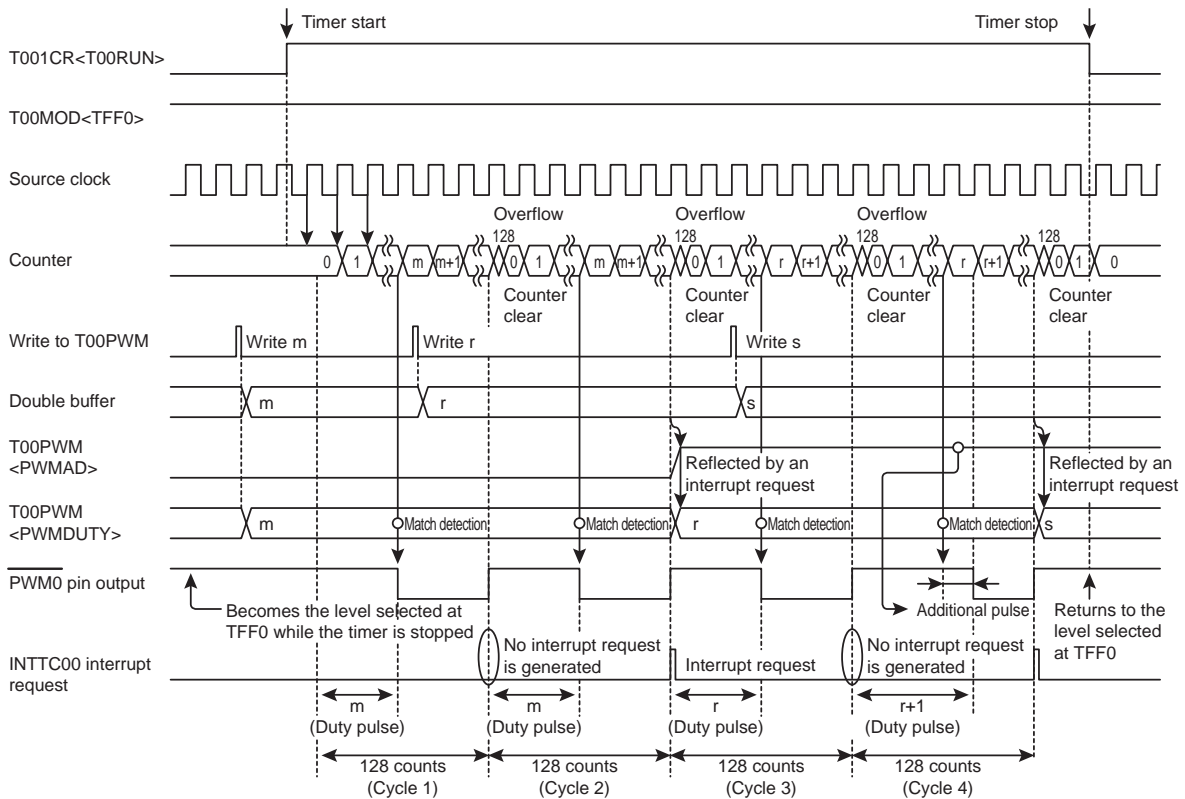 Timer start
Timer stop
T001CR<T00RUN>
T00MOD<TFF0>
Source clock
Overflow
Overflow
Overflow
128
128
128
128
Counter
0 1 m m+1 0 1 m m+1 0 1 r r+1 0 1 r r+1 0 1 0
Counter
clear
Counter
clear
Counter
clear
Counter
clear
Write to T00PWM
Write m
Write r
Write s
Double buffer
m
r
s
T00PWM
<PWMAD>
Reflected by an
interrupt request
Reflected by an
interrupt request
T00PWM
<PWMDUTY>
m
Match detection
Match detection
r
Match detection
Match detection
s
PWM0 pin output
Becomes the level selected at
TFF0 while the timer is stopped
Additional pulse
Returns to the
level selected
at TFF0
INTTC00 interrupt
request
No interrupt request
is generated
Interrupt request
No interrupt request
is generated
m
(Duty pulse)
m
(Duty pulse)
r
(Duty pulse)
r+1
(Duty pulse)
128 counts
(Cycle 1)
128 counts
(Cycle 2)
128 counts
(Cycle 3)
128 counts
(Cycle 4)